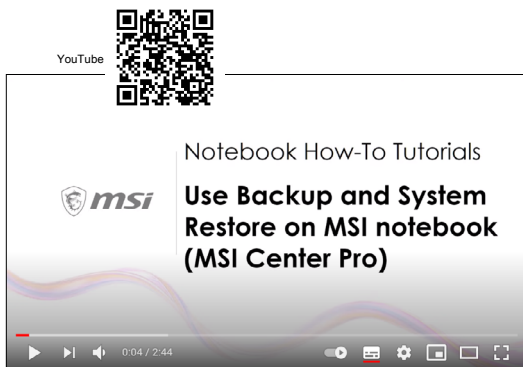 YouTube
Notebook How-To Tutorials
msi
Use Backup and System
Restore on MSI notebook
(MSI Center Pro)
0:04 / 2:44